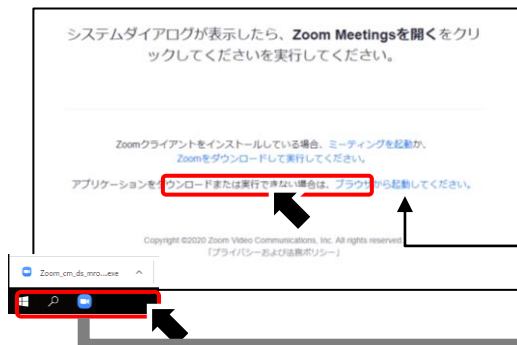 システムダイアログが表示したら、Zoom Meetingsを開くをクリ
ックしてくださいを実行してください。
Zoomクライアントをインストールしている場合、ミーティングを起動か、
Zoomをダウンロードして実行してください。
アプリケーションをダウンロードまたは実行できない場合は、ブラウザから起動してください。
Copyright ©2020 Zoom Video Communications, Inc. All rights reserved.
「プライバシーおよび法務ポリシー」
Zoom_cm_ds_mro....exe